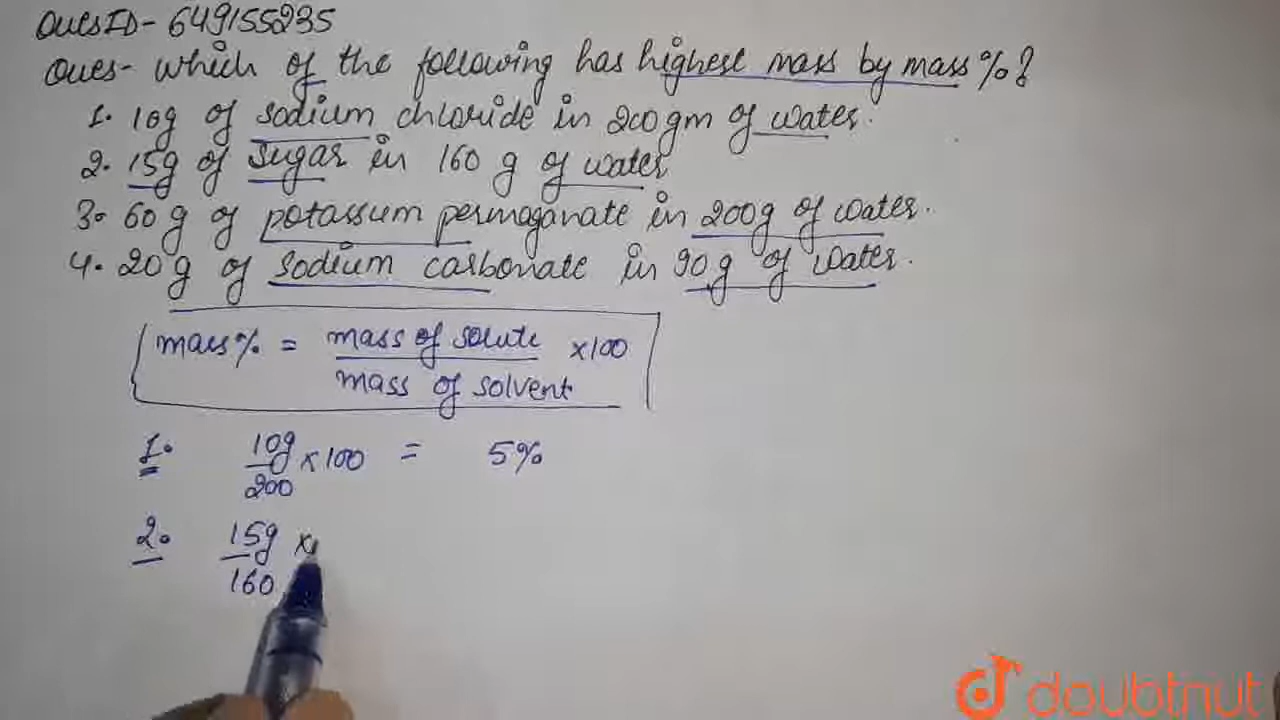 QuesID- 649155235
Ques- which of the following has highest mass by mass %?
1. 10g of sodium chloride in 200gm of water.
2. 15g of sugar in 160 g of water
3. 60 g of potassum permaganate in 200g of water.
4. 20g of sodium carbonate in 90g of water.
mass% = mass of solute ×100
mass of solvent
1. 10g ×100 = 5%
200
2. 15g ×
160
doubtnut